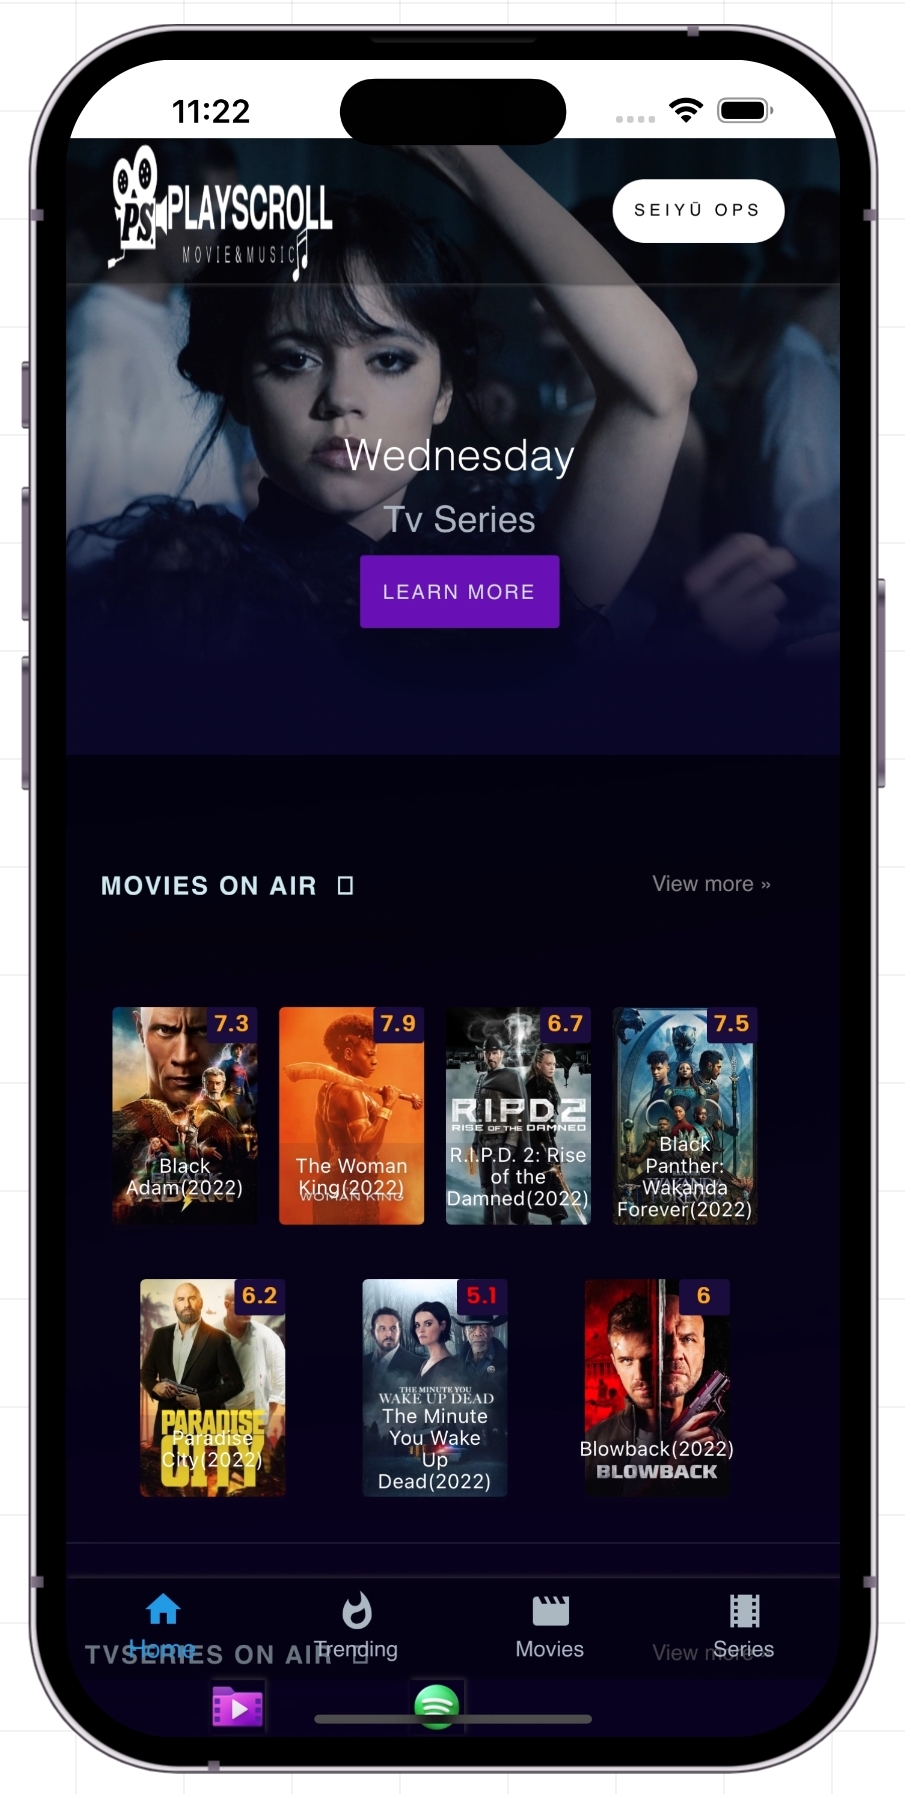 11:22
PS.
PLAYSCROLL
MOVIE&MUSIC
SEIYŪ OPS
Wednesday
Tv Series
LEARN MORE
MOVIES ON AIR
View more »
7.3
7.9
6.7
7.5
Black
Adam(2022)
The Woman
King(2022)
WOMAN KING
R.I.P.D.2
RISE OF THE DAMNED
R.I.P.D. 2: Rise
of the
Damned(2022)
Black
Panther:
Wakanda
Forever(2022)
6.2
5.1
6
PARADISE
CITY
Paradise
City(2022)
THE MINUTE YOU
WAKE UP DEAD
The Minute
You Wake
Up
Dead(2022)
Blowback(2022)
BLOWBACK
Home
Trending
Movies
Series
TVSERIES ON AIR
View more »